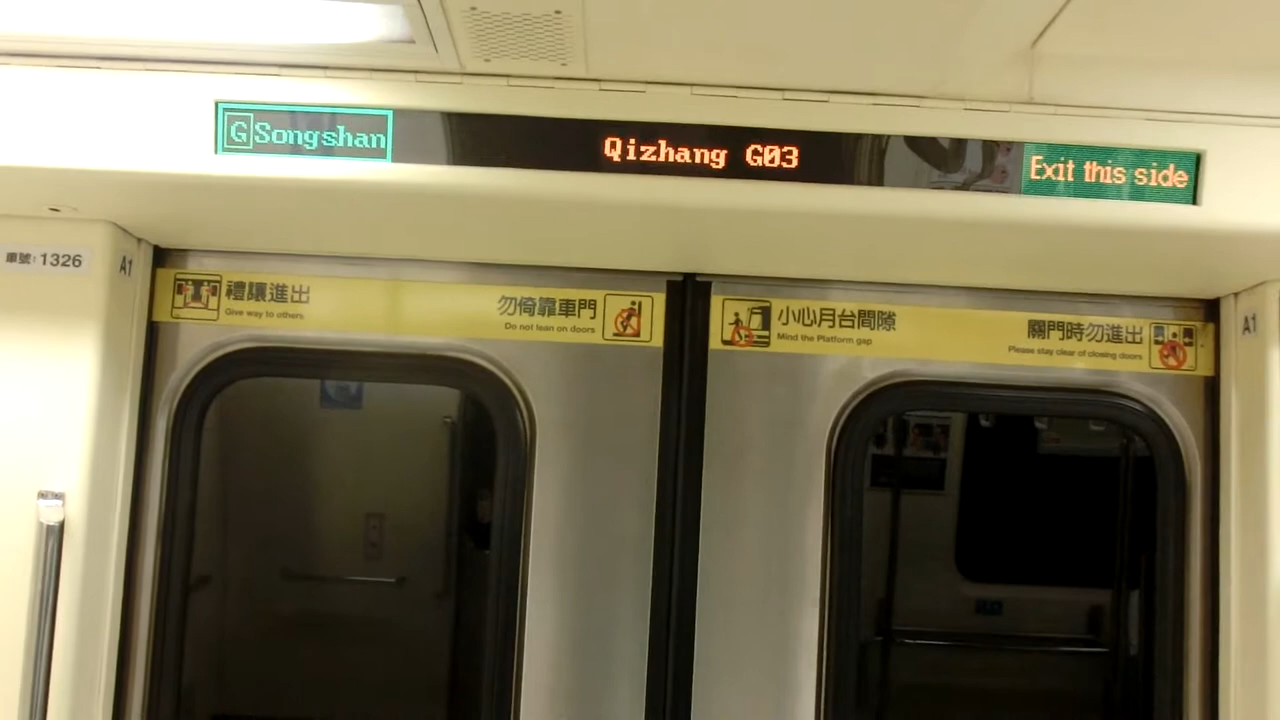 G Songshan
Qizhang G03
Exit this side
車號:1326
A1
禮讓進出
Give way to others
勿倚靠車門
Do not lean on doors
小心月台間隙
Mind the Platform gap
關門時勿進出
Please stay clear of closing doors
A1